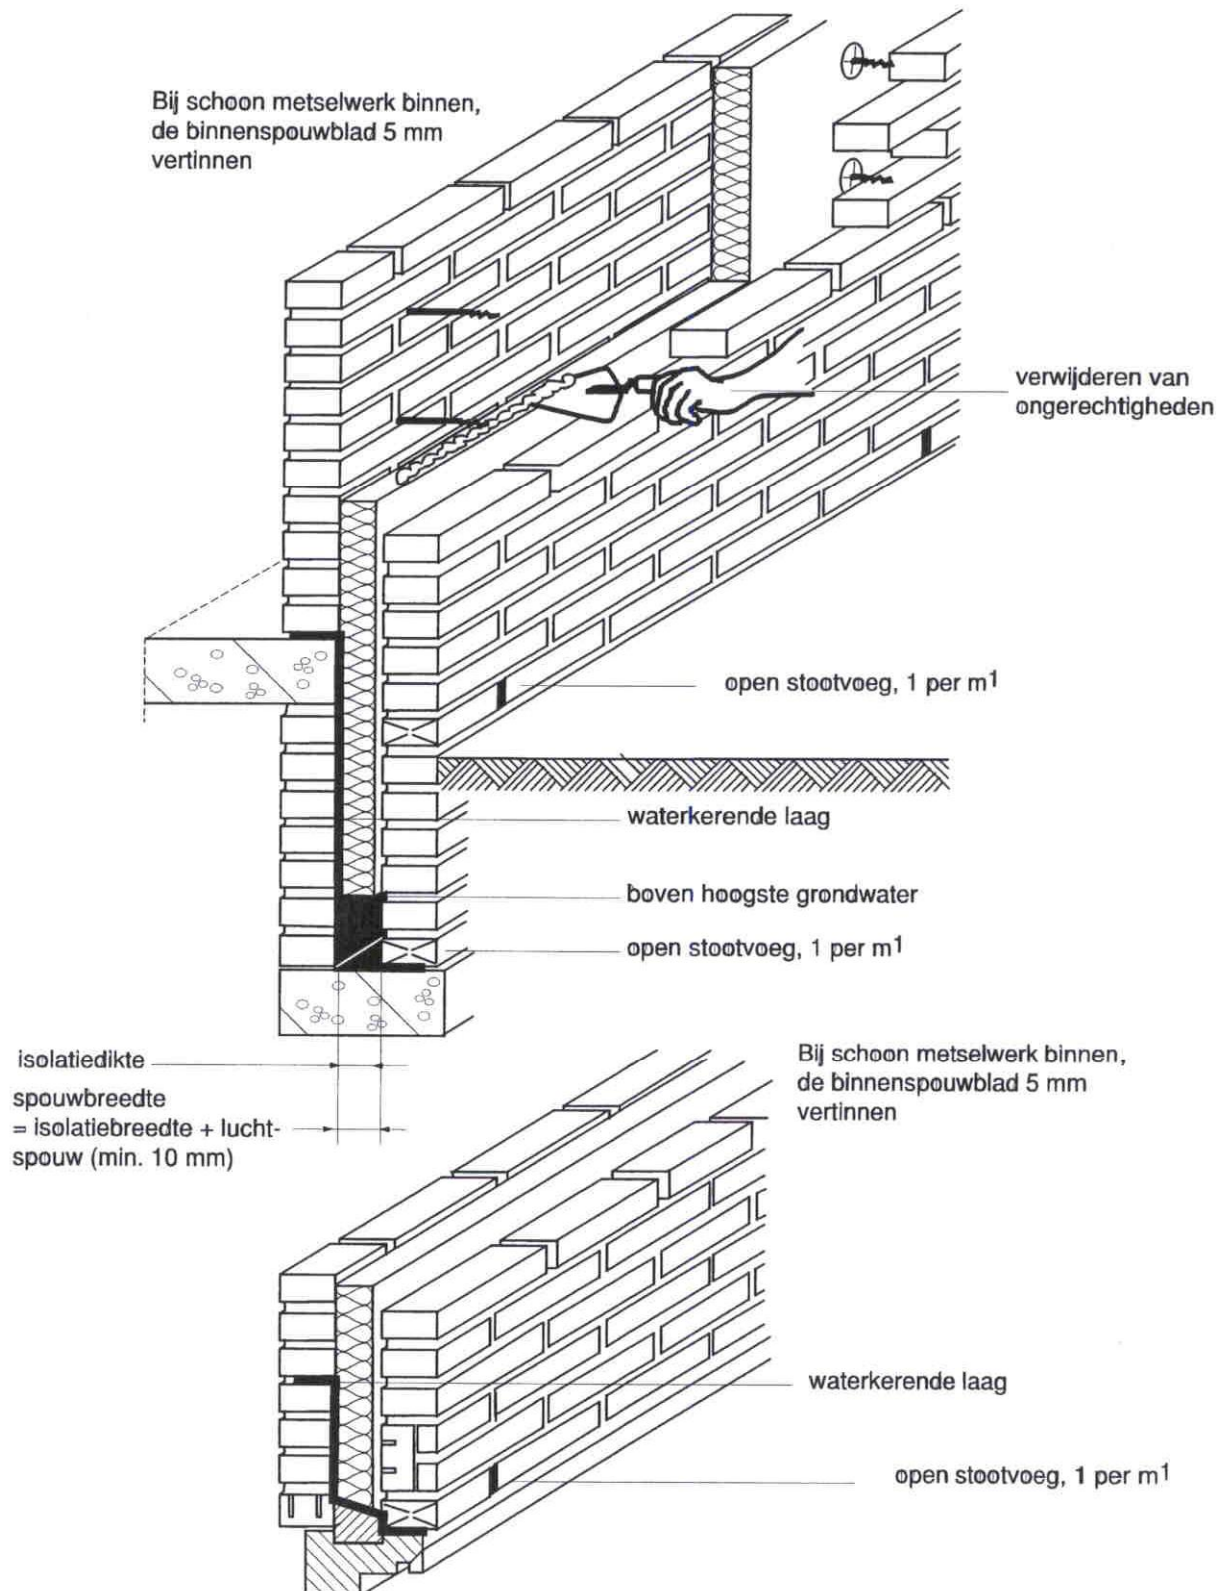 Bij schoon metselwerk binnen,
de binnenspouwblad 5 mm
vertinnen
verwijderen van
ongerechtigheden
open stootvoeg, 1 per m¹
waterkerende laag
boven hoogste grondwater
open stootvoeg, 1 per m¹
isolatiedikte
spouwbreedte
= isolatiebreedte + lucht-
spouw (min. 10 mm)
Bij schoon metselwerk binnen,
de binnenspouwblad 5 mm
vertinnen
waterkerende laag
open stootvoeg, 1 per m¹